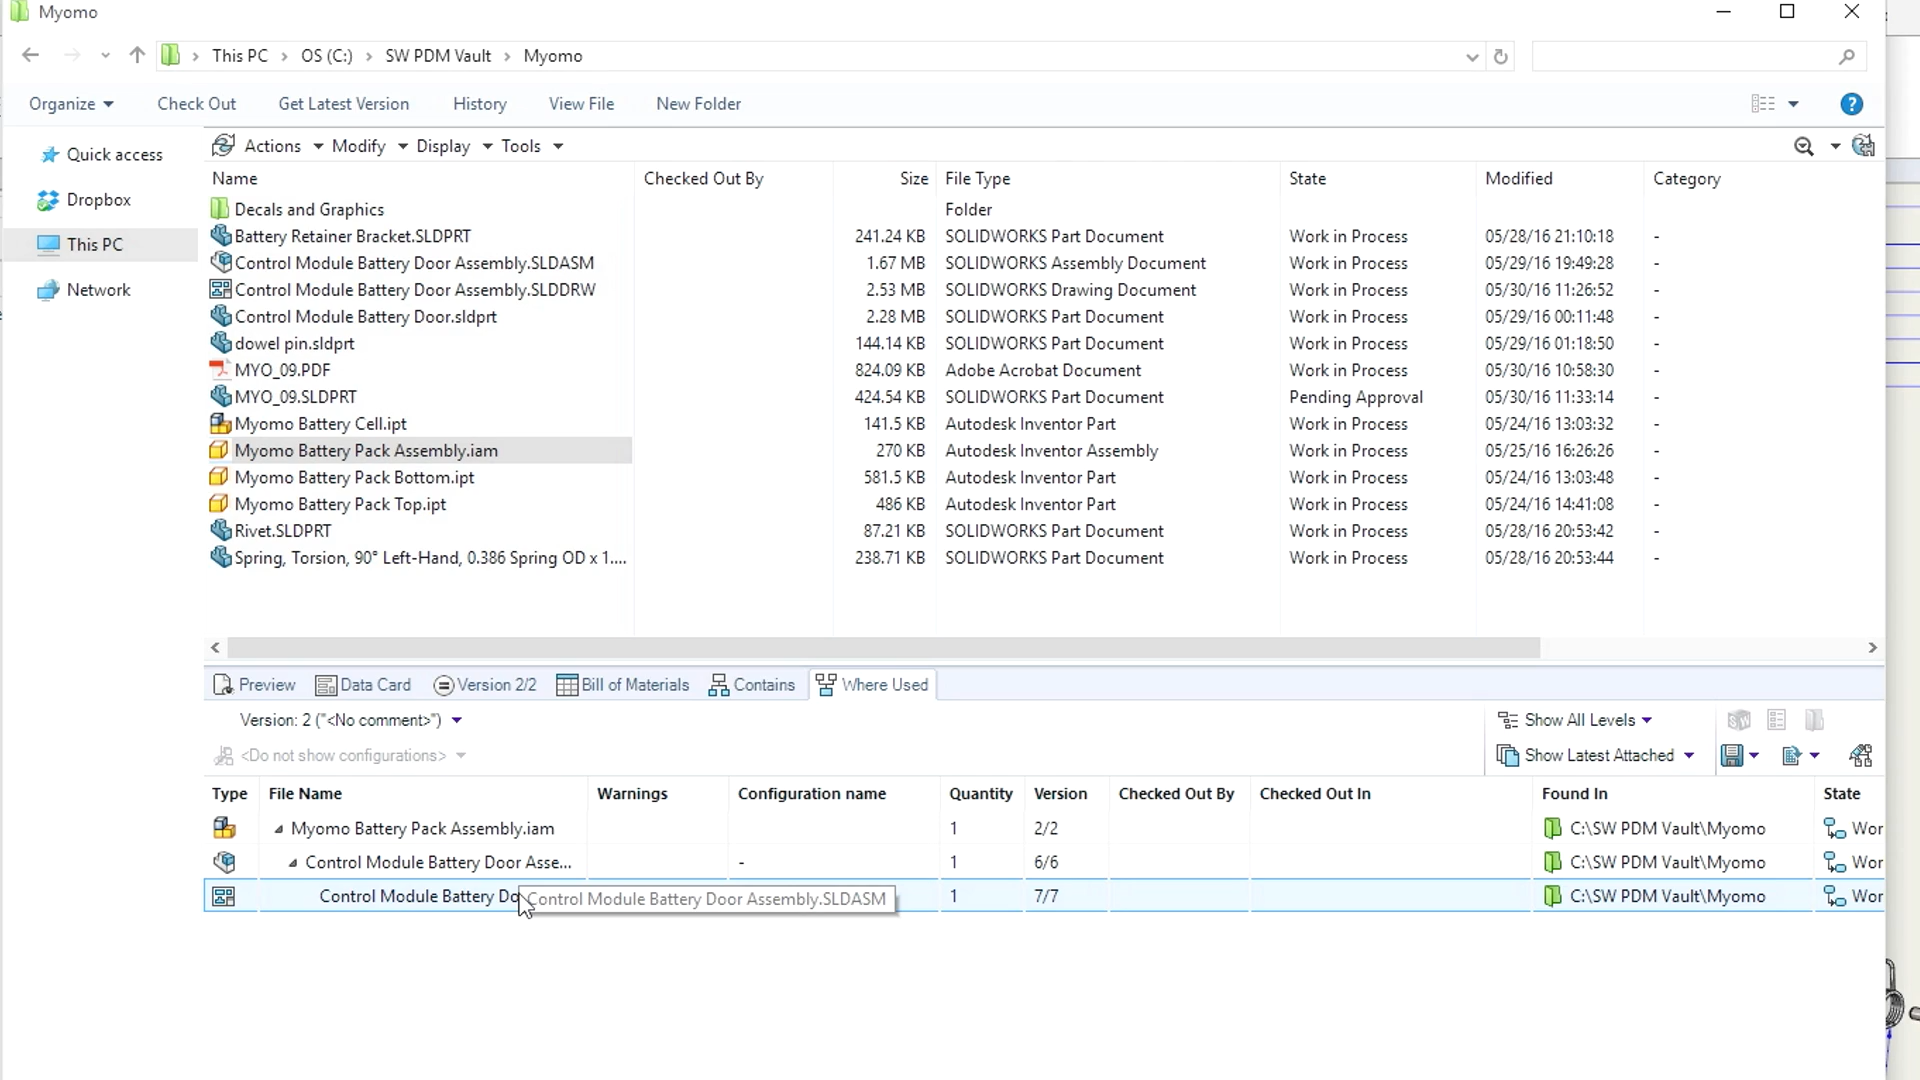 Myomo
This PC > OS (C:) > SW PDM Vault > Myomo
Organize Check Out Get Latest Version History View File New Folder ?
Quick access
Dropbox
This PC
Network
Actions Modify Display Tools
Name Checked Out By Size File Type State Modified Category
Decals and Graphics Folder
Battery Retainer Bracket.SLDPRT 241.24 KB SOLIDWORKS Part Document Work in Process 05/28/16 21:10:18 -
Control Module Battery Door Assembly.SLDASM 1.67 MB SOLIDWORKS Assembly Document Work in Process 05/29/16 19:49:28 -
Control Module Battery Door Assembly.SLDDRW 2.53 MB SOLIDWORKS Drawing Document Work in Process 05/30/16 11:26:52 -
Control Module Battery Door.sldprt 2.28 MB SOLIDWORKS Part Document Work in Process 05/29/16 00:11:48 -
dowel pin.sldprt 144.14 KB SOLIDWORKS Part Document Work in Process 05/29/16 01:18:50 -
MYO_09.PDF 824.09 KB Adobe Acrobat Document Work in Process 05/30/16 10:58:30 -
MYO_09.SLDPRT 424.54 KB SOLIDWORKS Part Document Pending Approval 05/30/16 11:33:14 -
Myomo Battery Cell.ipt 141.5 KB Autodesk Inventor Part Work in Process 05/24/16 13:03:32 -
Myomo Battery Pack Assembly.iam 270 KB Autodesk Inventor Assembly Work in Process 05/25/16 16:26:26 -
Myomo Battery Pack Bottom.ipt 581.5 KB Autodesk Inventor Part Work in Process 05/24/16 13:03:48 -
Myomo Battery Pack Top.ipt 486 KB Autodesk Inventor Part Work in Process 05/24/16 14:41:08 -
Rivet.SLDPRT 87.21 KB SOLIDWORKS Part Document Work in Process 05/28/16 20:53:42 -
Spring, Torsion, 90° Left-Hand, 0.386 Spring OD x 1.... 238.71 KB SOLIDWORKS Part Document Work in Process 05/28/16 20:53:44 -
Preview Data Card Version 2/2 Bill of Materials Contains Where Used
Version: 2 ("<No comment>") Show All Levels
<Do not show configurations> Show Latest Attached
Type File Name Warnings Configuration name Quantity Version Checked Out By Checked Out In Found In State
Myomo Battery Pack Assembly.iam 1 2/2 C:\SW PDM Vault\Myomo Wor
Control Module Battery Door Asse... - 1 6/6 C:\SW PDM Vault\Myomo Wor
Control Module Battery Do 1 7/7 C:\SW PDM Vault\Myomo Wor
Control Module Battery Door Assembly.SLDASM